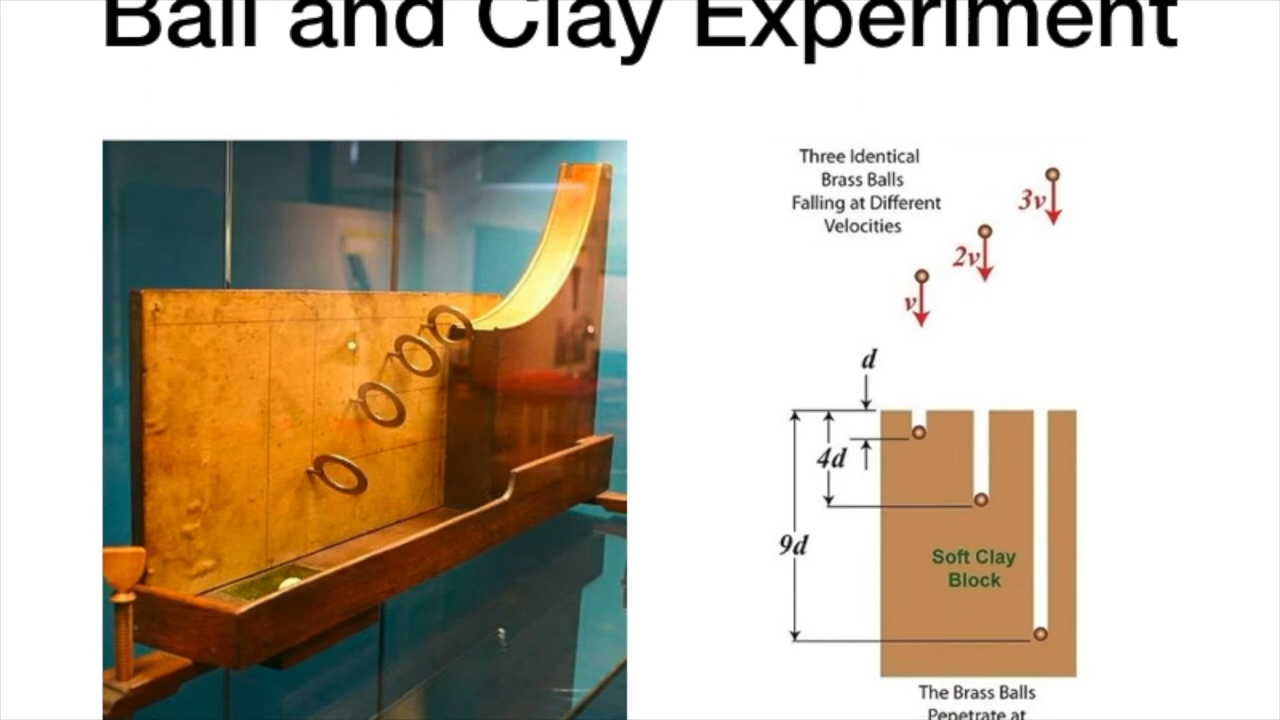 Ball and Clay Experiment
Three Identical
Brass Balls
Falling at Different
Velocities
3v
2v
v
d
4d
9d
Soft Clay
Block
The Brass Balls
Penetrate at